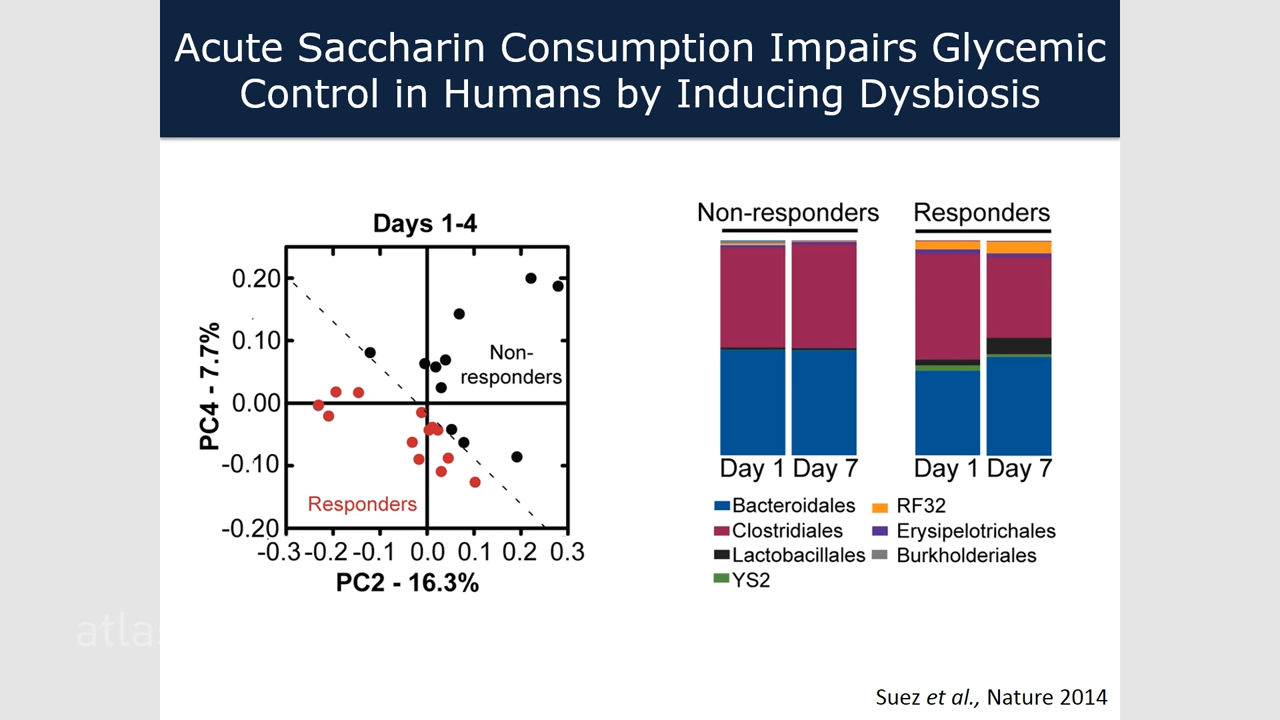 Acute Saccharin Consumption Impairs Glycemic
Control in Humans by Inducing Dysbiosis
Days 1-4
0.20
0.10
0.00
-0.10
-0.20
PC4 - 7.7%
Non-
responders
Responders
-0.3 -0.2 -0.1 0.0 0.1 0.2 0.3
PC2 - 16.3%
Non-responders Responders
Day 1 Day 7 Day 1 Day 7
Bacteroidales RF32
Clostridiales Erysipelotrichales
Lactobacillales Burkholderiales
YS2
atlas
Suez et al., Nature 2014